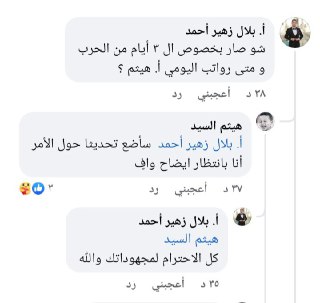 أ. بلال زهير أحمد
شو صار بخصوص ال ٣ أيام من الحرب
و متى رواتب اليومي أ. هيثم ؟
٢٨ د أعجبني رد
هيثم السيد
أ. بلال زهير أحمد سأضع تحديثا حول الأمر
أنا بانتظار ايضاح وافٍ
٣٧ د أعجبني رد ٣
أ. بلال زهير أحمد
هيثم السيد
كل الاحترام لمجهوداتك والله
٣٥ د أعجبني رد